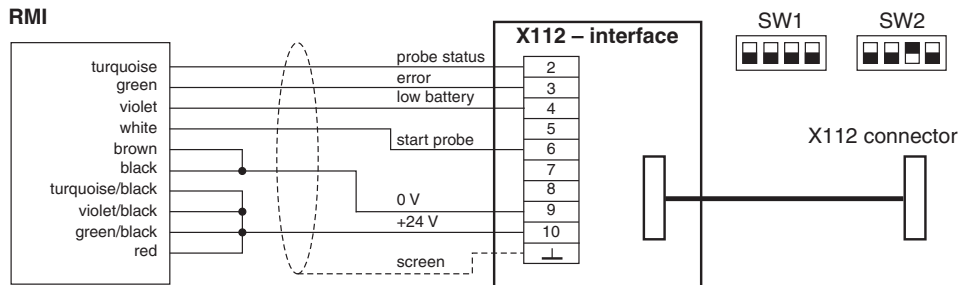 RMI
X112 – interface
SW1
SW2
turquoise
green
violet
white
brown
black
turquoise/black
violet/black
green/black
red
probe status
error
low battery
start probe
0 V
+24 V
screen
2
3
4
5
6
7
8
9
10
X112 connector